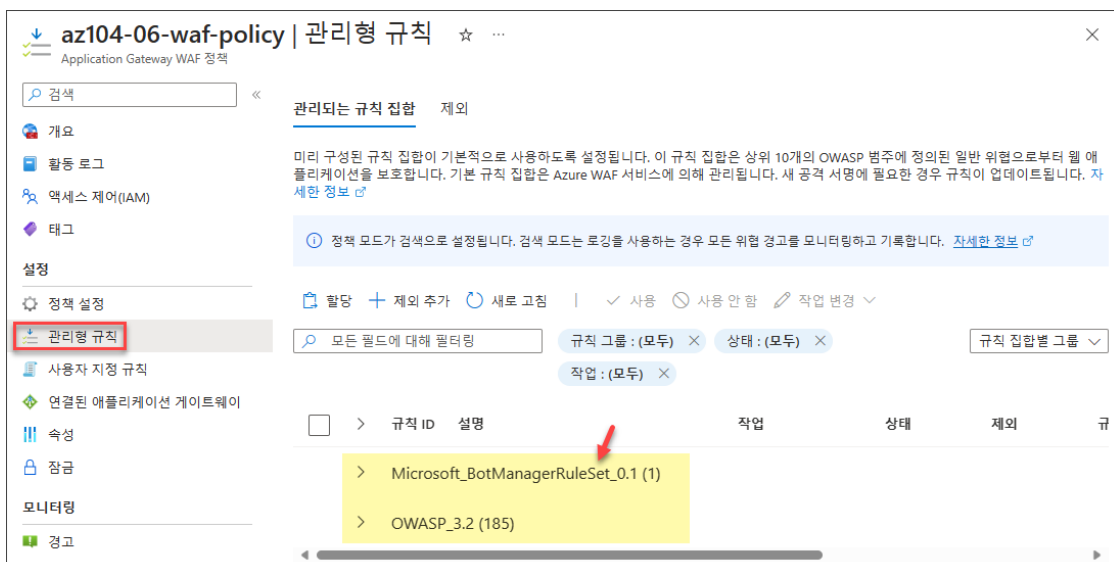 az104-06-waf-policy | 관리형 규칙
Application Gateway WAF 정책
검색
개요
활동 로그
액세스 제어(IAM)
태그
설정
정책 설정
관리형 규칙
사용자 지정 규칙
연결된 애플리케이션 게이트웨이
속성
잠금
모니터링
경고
관리되는 규칙 집합 제외
미리 구성된 규칙 집합이 기본적으로 사용하도록 설정됩니다. 이 규칙 집합은 상위 10개의 OWASP 범주에 정의된 일반 위협으로부터 웹 애
플리케이션을 보호합니다. 기본 규칙 집합은 Azure WAF 서비스에 의해 관리됩니다. 새 공격 서명에 필요한 경우 규칙이 업데이트됩니다. 자
세한 정보
정책 모드가 검색으로 설정됩니다. 검색 모드는 로깅을 사용하는 경우 모든 위협 경고를 모니터링하고 기록합니다. 자세한 정보
할당 제외 추가 새로 고침 사용 사용 안 함 작업 변경
모든 필드에 대해 필터링 규칙 그룹 : (모두) 상태 : (모두) 규칙 집합별 그룹
작업 : (모두)
규칙 ID 설명 작업 상태 제외 규
Microsoft_BotManagerRuleSet_0.1 (1)
OWASP_3.2 (185)